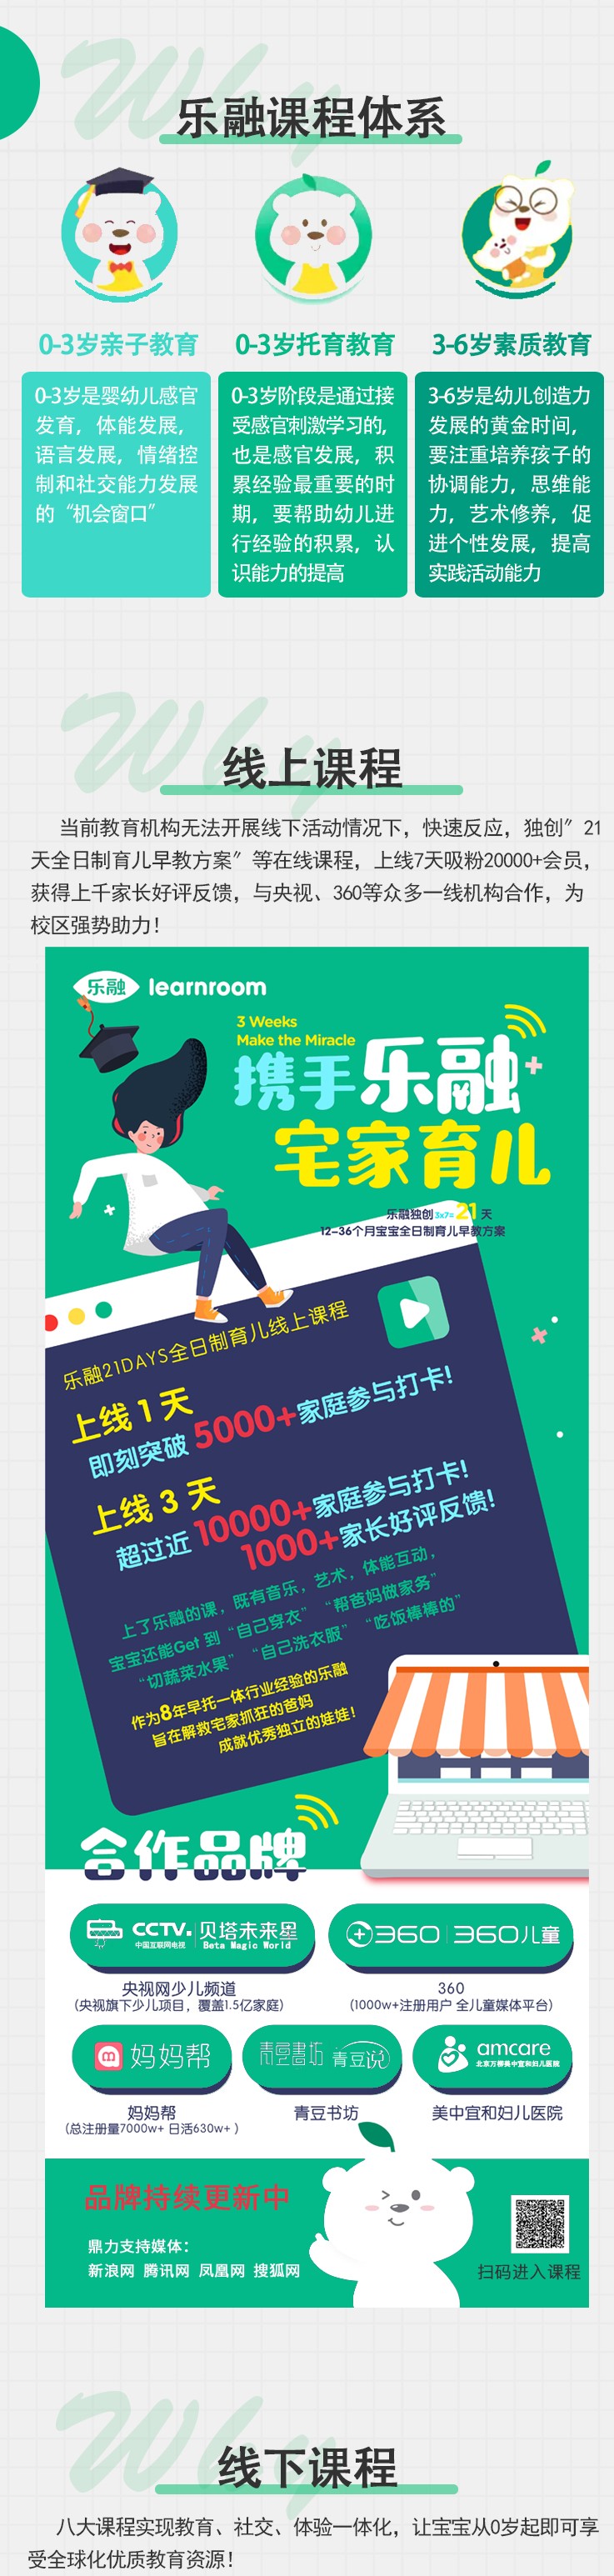 Why
乐融课程体系
0-3岁亲子教育
0-3岁是婴幼儿感官
发育，体能发展，
语言发展，情绪控
制和社交能力发展
的“机会窗口”
0-3岁托育教育
0-3岁阶段是通过接
受感官刺激学习的,
也是感官发展，积
累经验最重要的时
期，要帮助幼儿进
行经验的积累，认
识能力的提高
3-6岁素质教育
3-6岁是幼儿创造力
发展的黄金时间，
要注重培养孩子的
协调能力，思维能
力，艺术修养，促
进个性发展，提高
实践活动能力
Why
线上课程
当前教育机构无法开展线下活动情况下，快速反应，独创″21
天全日制育儿早教方案″等在线课程，上线7天吸粉20000+会员，
获得上千家长好评反馈，与央视、360等众多一线机构合作，为
校区强势助力！
乐融 learnroom
3 Weeks
Make the Miracle
携手乐融
宅家育儿
乐融独创3x7=21天
12-36个月宝宝全日制育儿早教方案
乐融21DAYS全日制育儿线上课程
上线1天
即刻突破5000+家庭参与打卡!
上线3天
超过近10000+家庭参与打卡!
1000+家长好评反馈!
上了乐融的课，既有音乐，艺术，体能互动，
宝宝还能Get 到“自己穿衣”“帮爸妈做家务”
“切蔬菜水果”“自己洗衣服”“吃饭棒棒的”
作为8年早托一体行业经验的乐融
旨在解救宅家抓狂的爸妈
成就优秀独立的娃娃!
合作品牌
CCTV. 贝塔未来星
中国互联网电视 Beta Magic World
央视网少儿频道
(央视旗下少儿项目，覆盖1.5亿家庭)
360 360儿童
360
(1000w+注册用户 全儿童媒体平台)
妈妈帮
妈妈帮
(总注册量7000w+ 日活630w+ )
青豆書坊 青豆说
青豆书坊
amcare
北京万柳美中宜和妇儿医院
美中宜和妇儿医院
品牌持续更新中
鼎力支持媒体：
新浪网 腾讯网 凤凰网 搜狐网
扫码进入课程
Why
线下课程
八大课程实现教育、社交、体验一体化，让宝宝从0岁起即可享
受全球化优质教育资源！